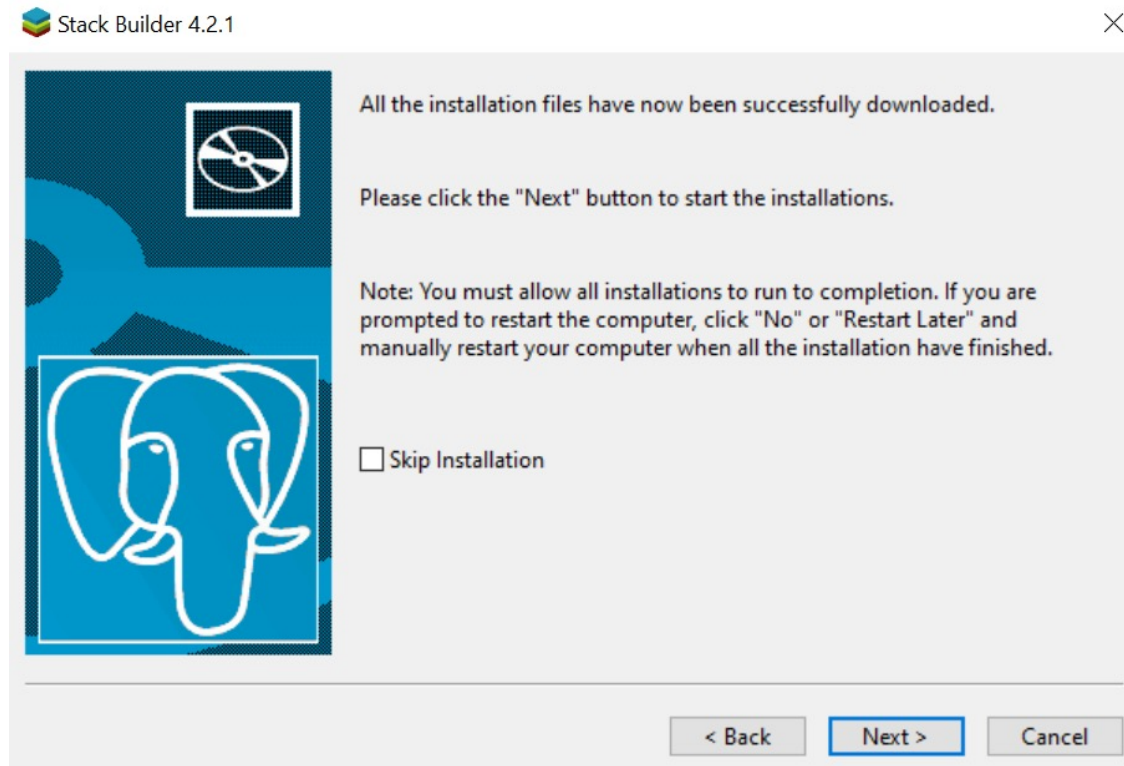 Stack Builder 4.2.1
All the installation files have now been successfully downloaded.
Please click the "Next" button to start the installations.
Note: You must allow all installations to run to completion. If you are
prompted to restart the computer, click "No" or "Restart Later" and
manually restart your computer when all the installation have finished.
Skip Installation
< Back
Next >
Cancel